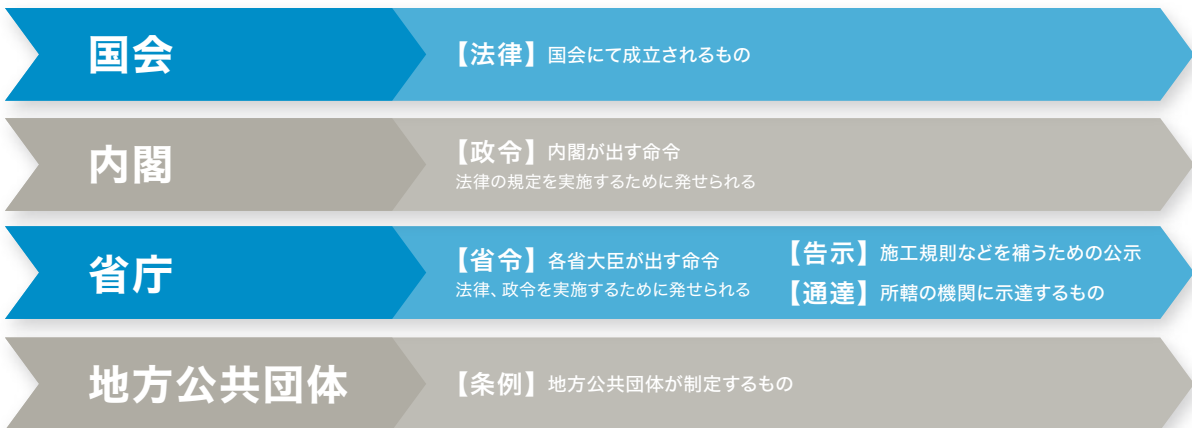 国会
【法律】国会にて成立されるもの
内閣
【政令】内閣が出す命令
法律の規定を実施するために発せられる
省庁
【省令】各省大臣が出す命令
法律、政令を実施するために発せられる
【告示】施工規則などを補うための公示
【通達】所轄の機関に示達するもの
地方公共団体
【条例】地方公共団体が制定するもの